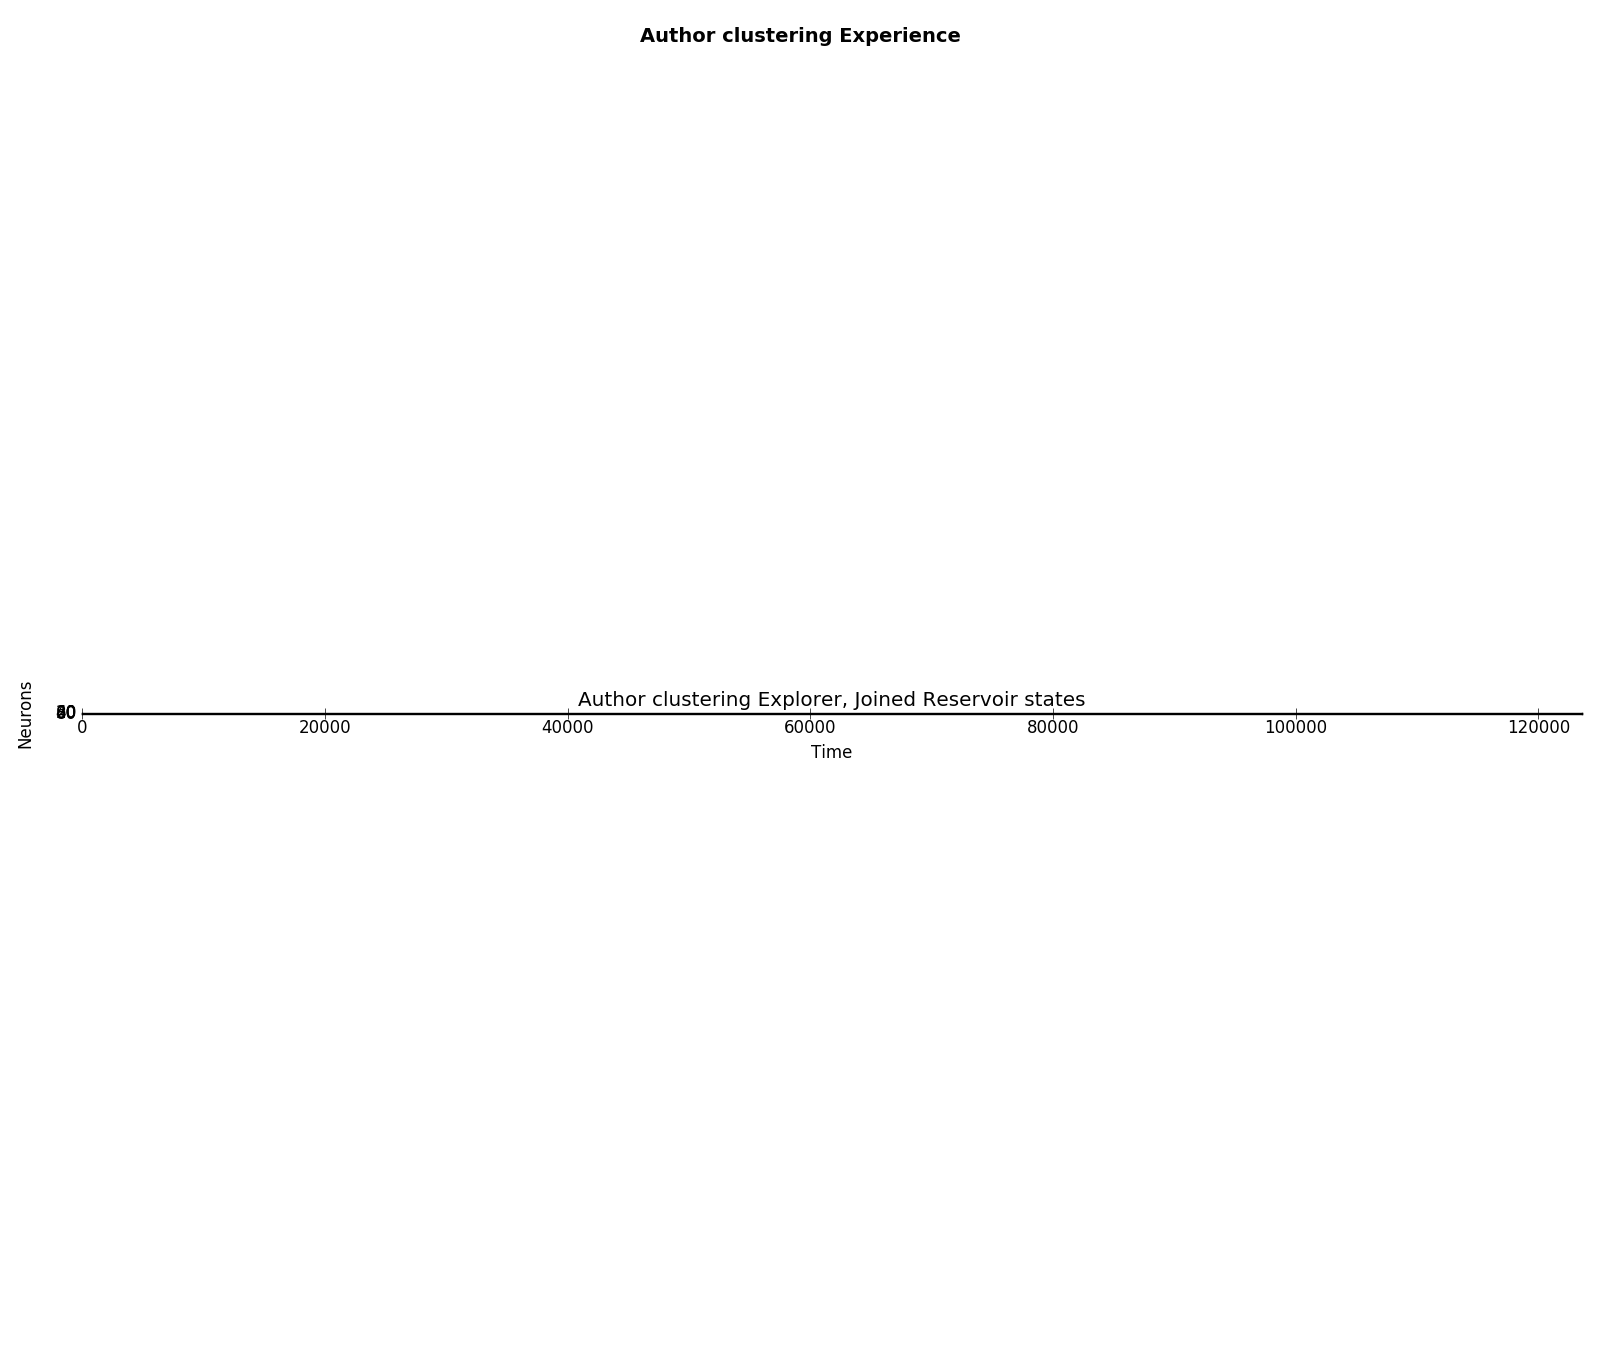 Author clustering Experience
Author clustering Explorer, Joined Reservoir states
Neurons
0 20000 40000 60000 80000 100000 120000
Time